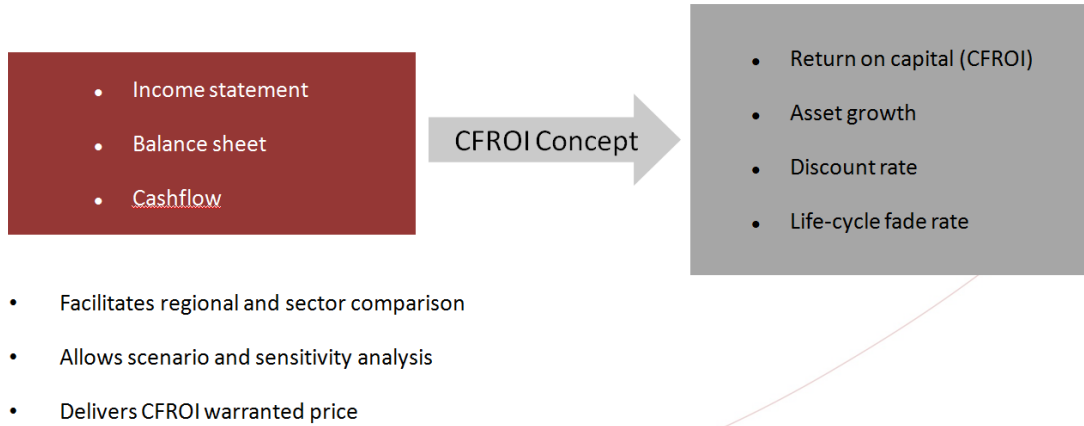 • Income statement
• Balance sheet
• Cashflow
CFROI Concept
• Return on capital (CFROI)
• Asset growth
• Discount rate
• Life-cycle fade rate
• Facilitates regional and sector comparison
• Allows scenario and sensitivity analysis
• Delivers CFROI warranted price